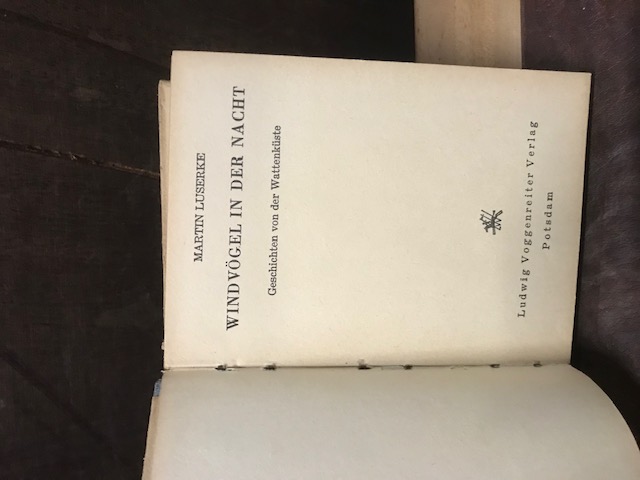 MARTIN LUSERKE
WINDVÖGEL IN DER NACHT
Geschichten von der Wattenküste
Ludwig Voggenreiter Verlag
Potsdam